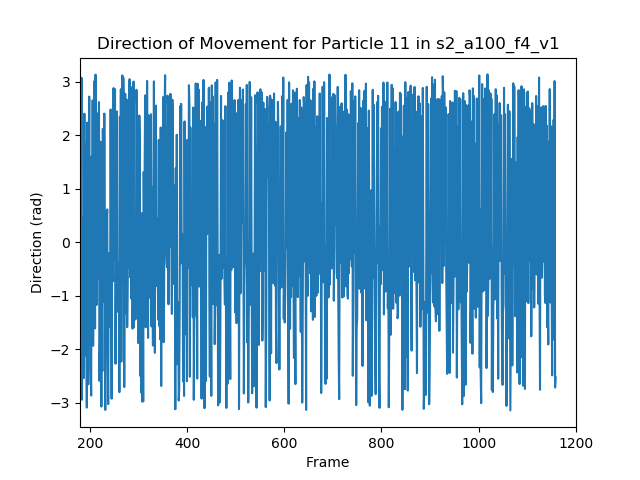 Direction of Movement for Particle 11 in s2_a100_f4_v1
Direction (rad)
3
2
1
0
−1
−2
−3
200 400 600 800 1000 1200
Frame